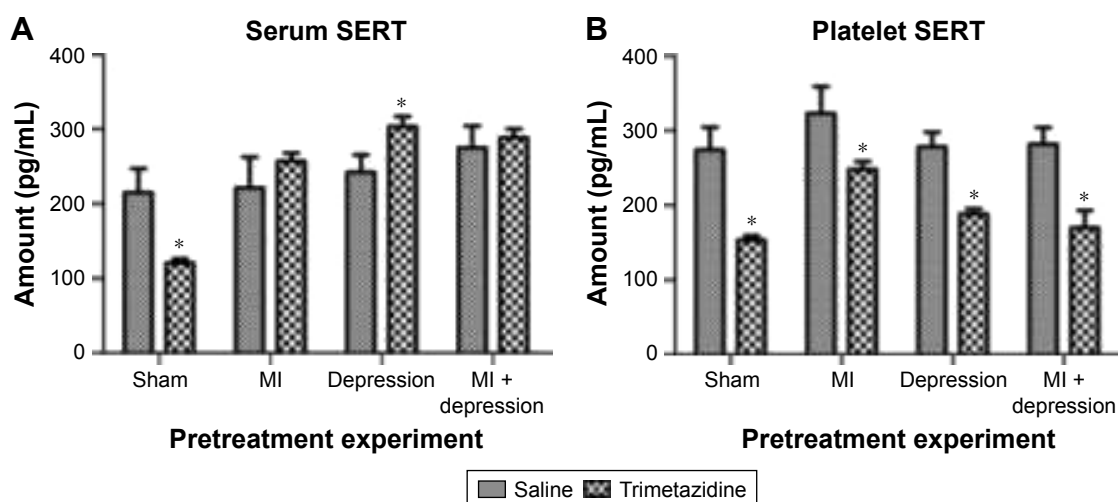 A
Serum SERT
400
300
200
100
0
Amount (pg/mL)
*
*
Sham
MI
Depression
MI +
depression
Pretreatment experiment
B
Platelet SERT
400
300
200
100
0
Amount (pg/mL)
*
*
*
*
Sham
MI
Depression
MI +
depression
Pretreatment experiment
Saline
Trimetazidine